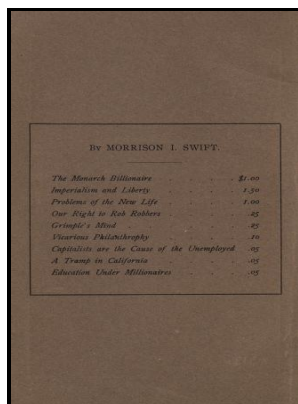 By MORRISON I. SWIFT.
The Monarch Billionaire . . . . . $1.00
Imperialism and Liberty . . . . . 1.50
Problems of the New Life . . . . 1.00
Our Right to Rob Robbers . . . . .25
Grimple's Mind . . . . . .25
Vicarious Philanthrophy . . . . .10
Capitalists are the Cause of the Unemployed .05
A Tramp in California . . . . .05
Education Under Millionaires . . . .05